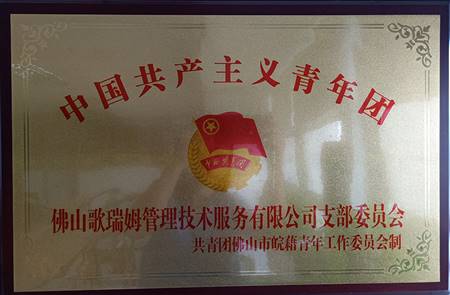 中国共产主义青年团
中国共青团
佛山歌瑞姆管理技术服务有限公司支部委员会
共青团佛山市皖籍青年工作委员会制